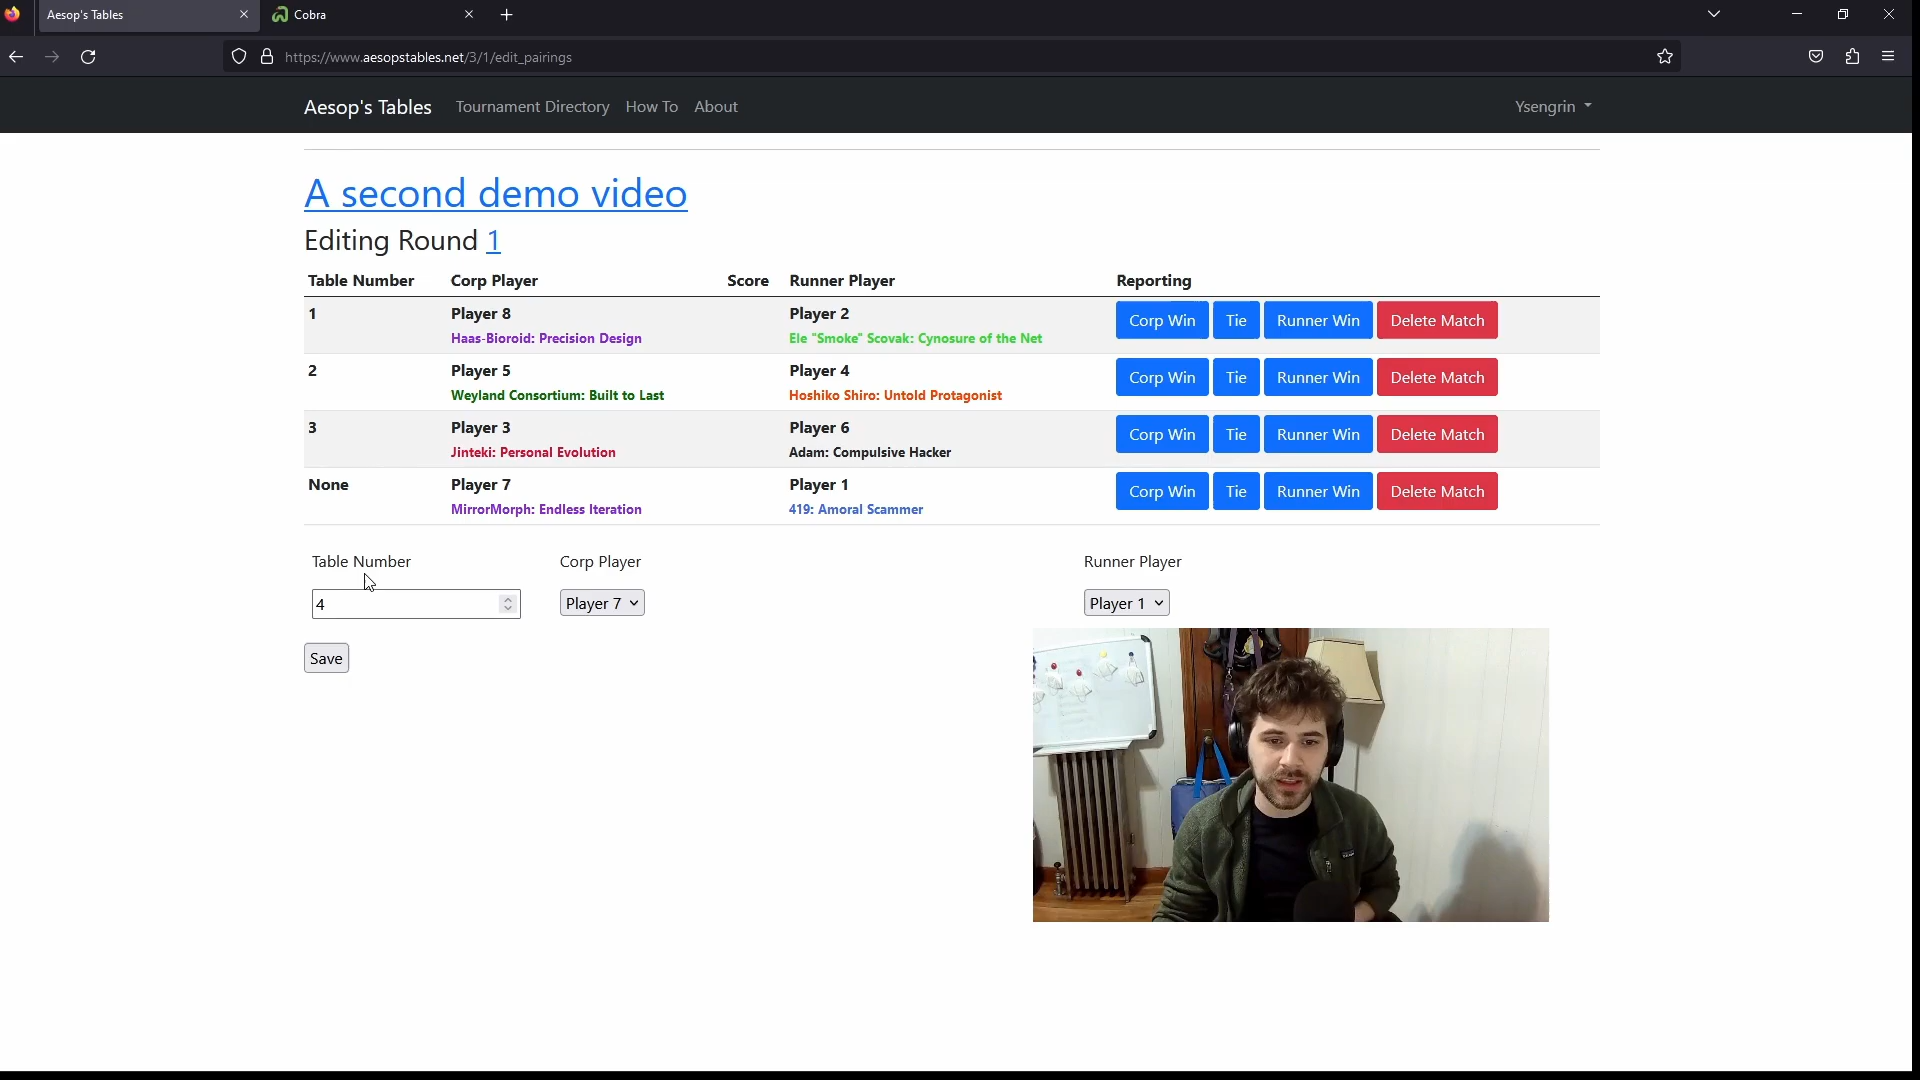 Aesop's Tables
Cobra
https://www.aesopstables.net/3/1/edit_pairings
Aesop's Tables Tournament Directory How To About Ysengrin
A second demo video
Editing Round 1
Table Number Corp Player Score Runner Player Reporting
1 Player 8 Player 2 Corp Win Tie Runner Win Delete Match
Haas-Bioroid: Precision Design Ele "Smoke" Scovak: Cynosure of the Net
2 Player 5 Player 4 Corp Win Tie Runner Win Delete Match
Weyland Consortium: Built to Last Hoshiko Shiro: Untold Protagonist
3 Player 3 Player 6 Corp Win Tie Runner Win Delete Match
Jinteki: Personal Evolution Adam: Compulsive Hacker
None Player 7 Player 1 Corp Win Tie Runner Win Delete Match
MirrorMorph: Endless Iteration 419: Amoral Scammer
Table Number Corp Player Runner Player
4 Player 7 Player 1
Save